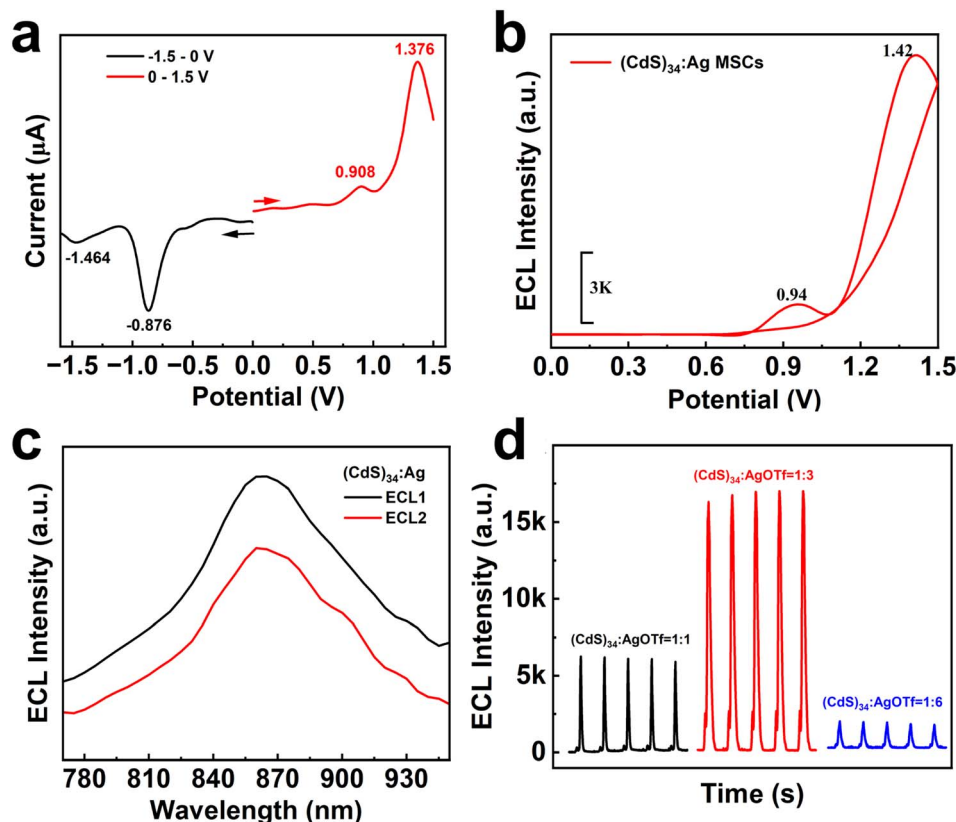 a
-1.5 - 0 V
0 - 1.5 V
1.376
0.908
-1.464
-0.876
Current (μA)
−1.5 −1.0 −0.5 0.0 0.5 1.0 1.5
Potential (V)
b
(CdS)34:Ag MSCs
1.42
0.94
3K
ECL Intensity (a.u.)
0.0 0.3 0.6 0.9 1.2 1.5
Potential (V)
c
(CdS)34:Ag
ECL1
ECL2
ECL Intensity (a.u.)
780 810 840 870 900 930
Wavelength (nm)
d
(CdS)34:AgOTf=1:3
(CdS)34:AgOTf=1:1
(CdS)34:AgOTf=1:6
ECL Intensity (a.u.)
15k
10k
5k
0
Time (s)